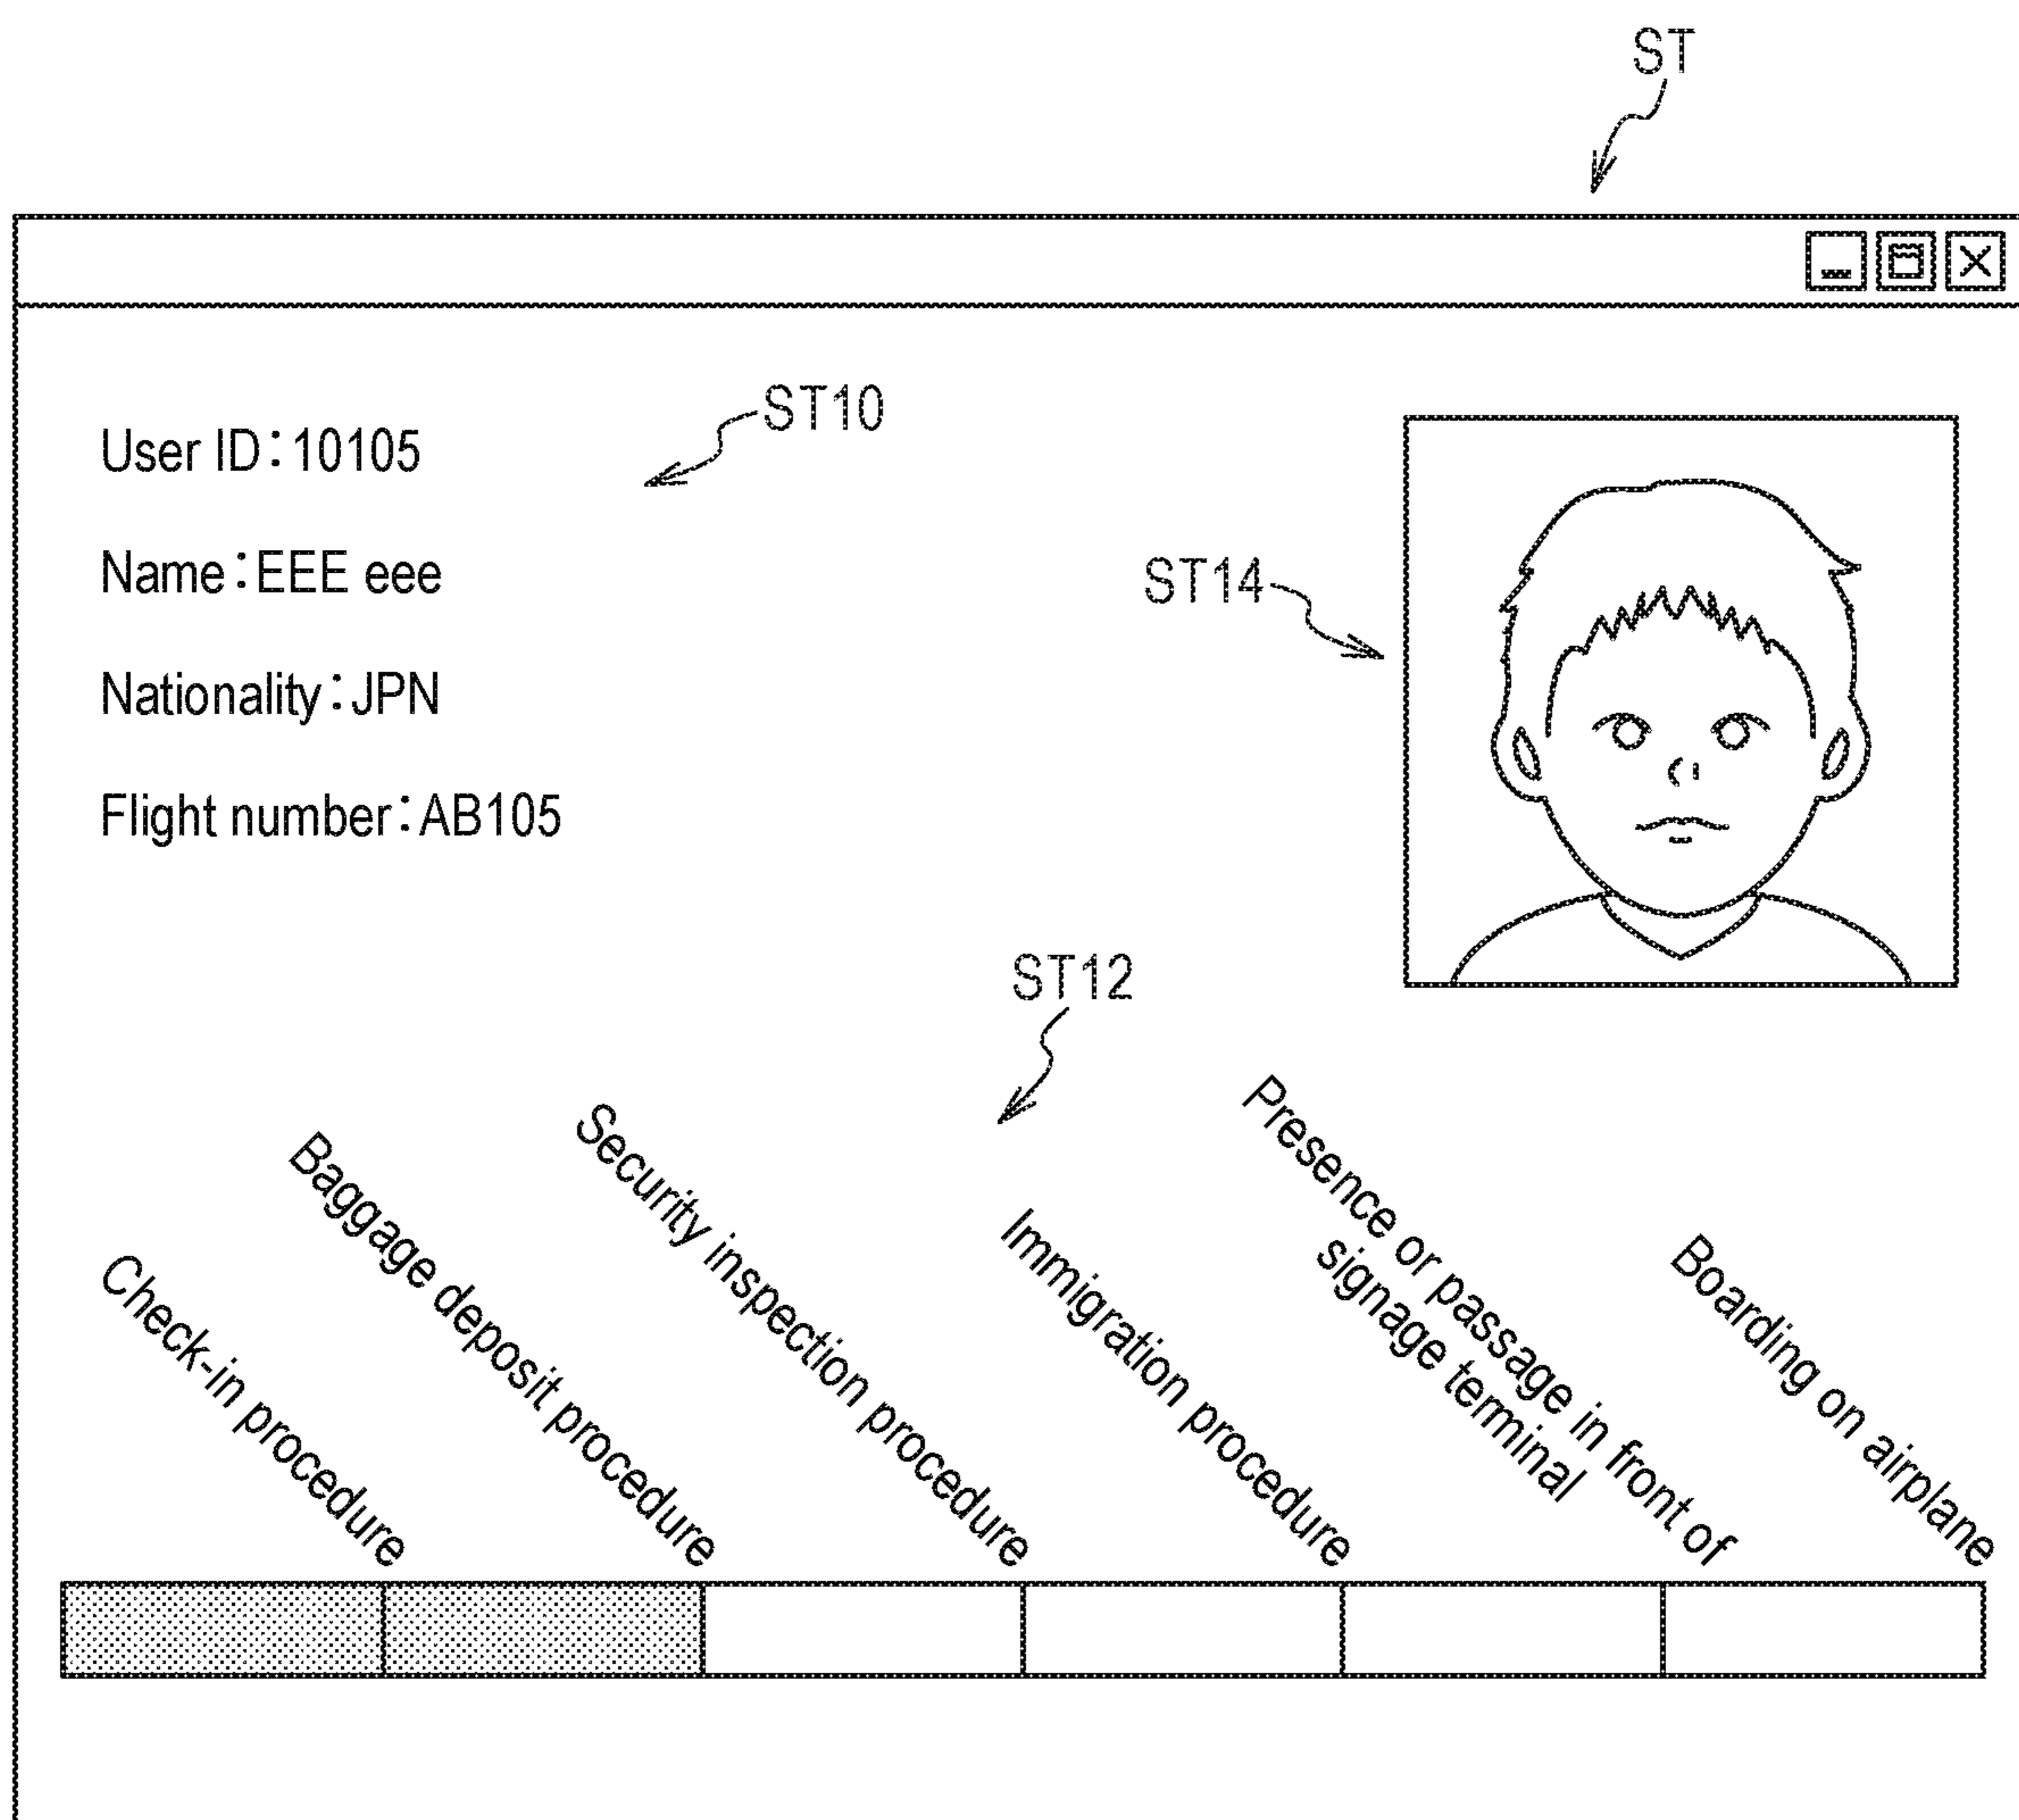 ST
ST10
User ID:10105
Name:EEE eee
Nationality:JPN
Flight number:AB105
ST14
ST12
Check-in procedure
Baggage deposit procedure
Security inspection procedure
Immigration procedure
Presence or passage in front of
signage terminal
Boarding on airplane